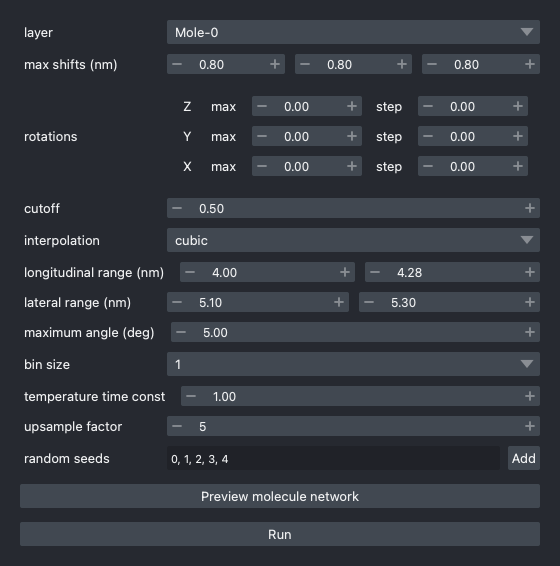 layer Mole-0
max shifts (nm) − 0.80 + − 0.80 + − 0.80 +
Z max − 0.00 + step − 0.00 +
rotations Y max − 0.00 + step − 0.00 +
X max − 0.00 + step − 0.00 +
cutoff − 0.50 +
interpolation cubic
longitudinal range (nm) − 4.00 + − 4.28 +
lateral range (nm) − 5.10 + − 5.30 +
maximum angle (deg) − 5.00 +
bin size 1
temperature time const − 1.00 +
upsample factor − 5 +
random seeds 0, 1, 2, 3, 4 Add
Preview molecule network
Run